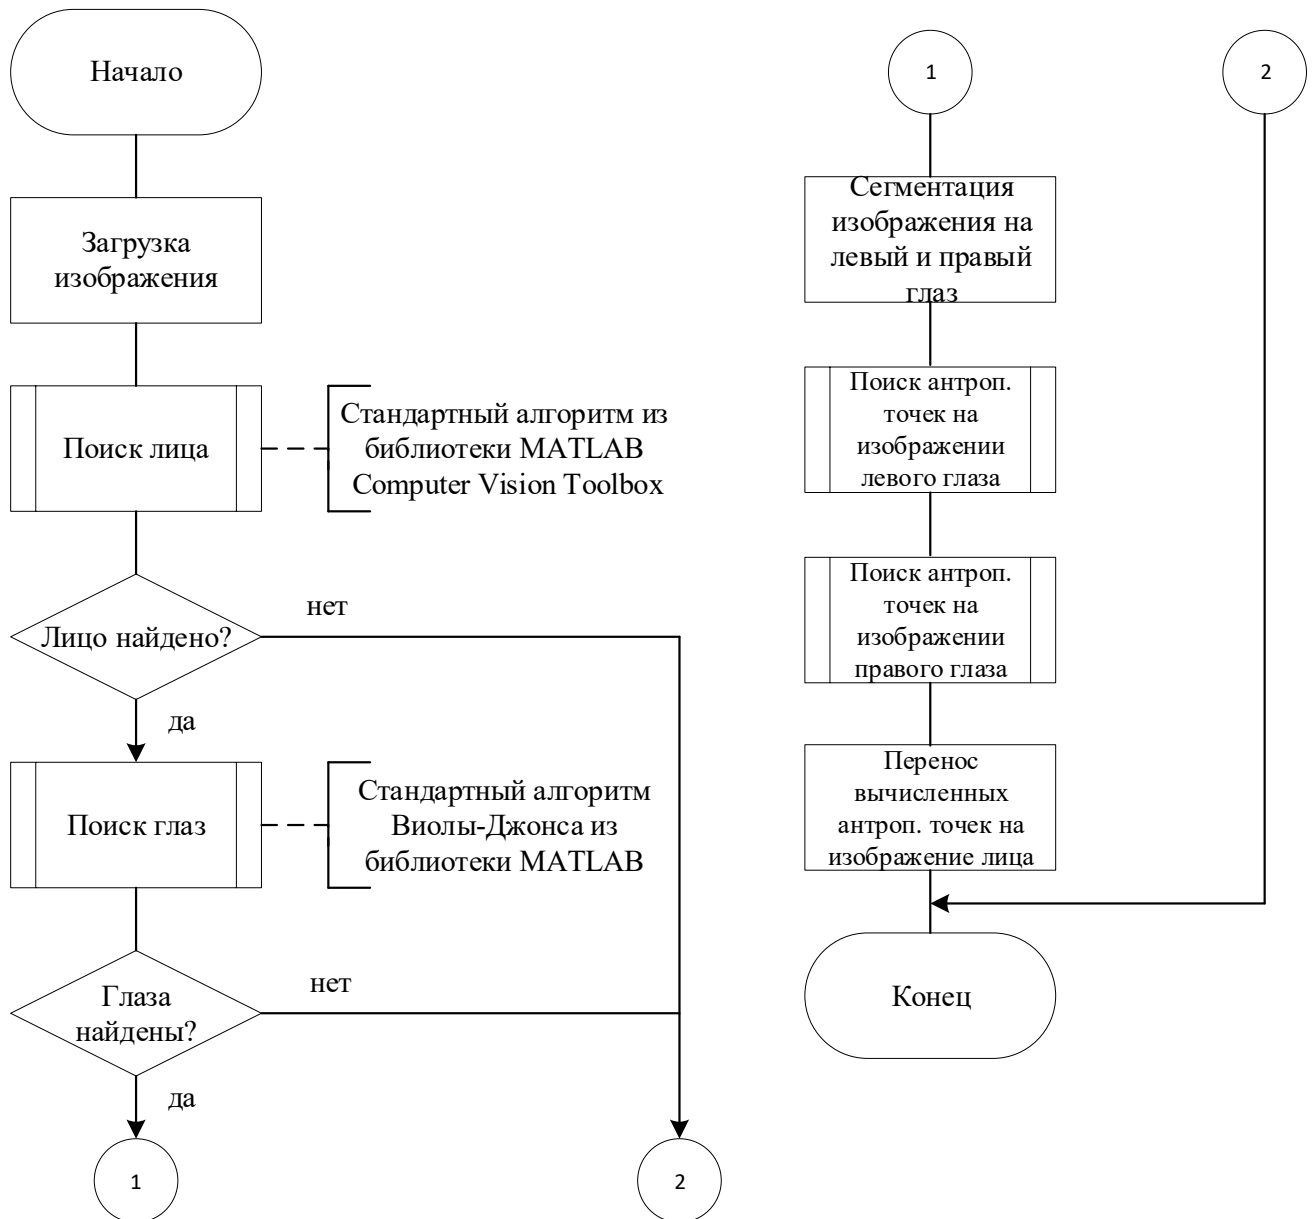 Начало
Загрузка
изображения
Поиск лица
Стандартный алгоритм из
библиотеки MATLAB
Computer Vision Toolbox
Лицо найдено?
нет
да
Поиск глаз
Стандартный алгоритм
Виолы-Джонса из
библиотеки MATLAB
Глаза
найдены?
нет
да
1
2
1
2
Сегментация
изображения на
левый и правый
глаз
Поиск антроп.
точек на
изображении
левого глаза
Поиск антроп.
точек на
изображении
правого глаза
Перенос
вычисленных
антроп. точек на
изображение лица
Конец